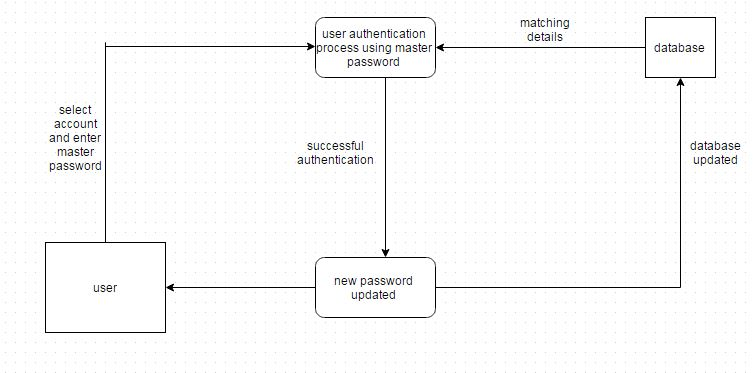 user authentication
process using master
password
matching
details
database
select
account
and enter
master
password
successful
authentication
database
updated
user
new password
updated